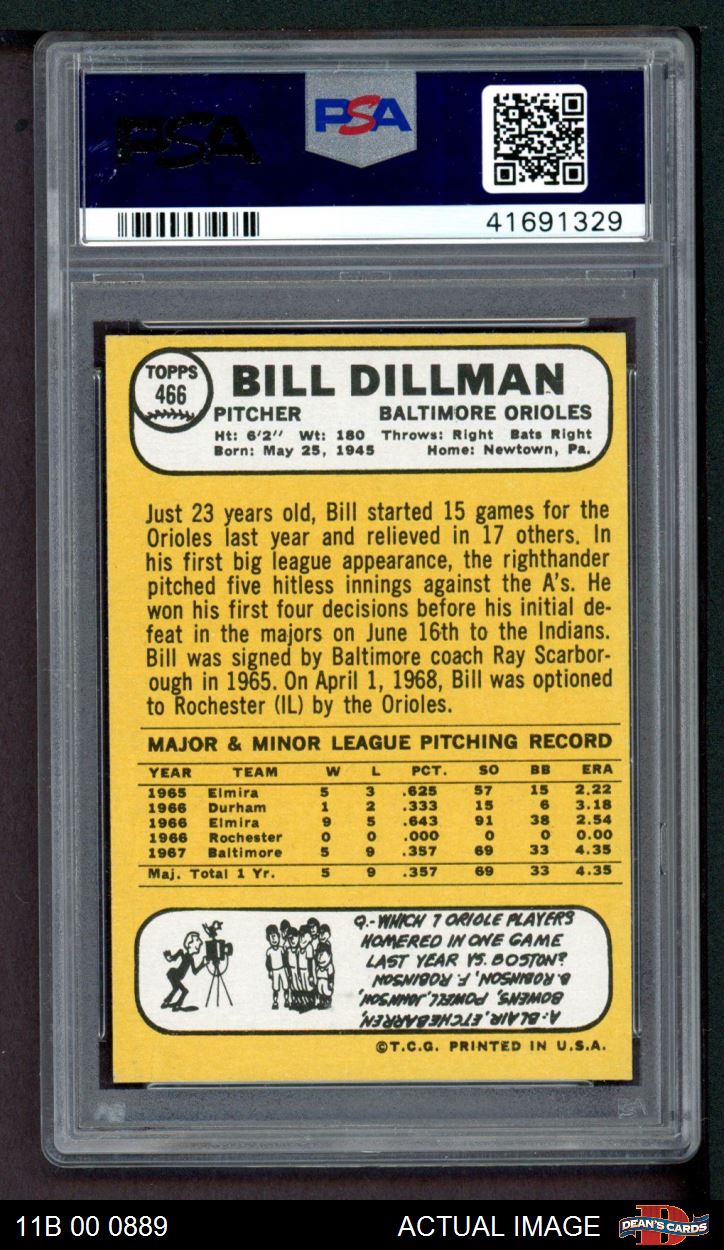 PSA
PSA
41691329
TOPPS
466
BILL DILLMAN
PITCHER BALTIMORE ORIOLES
Ht: 6'2" Wt: 180 Throws: Right Bats Right
Born: May 25, 1945 Home: Newtown, Pa.
Just 23 years old, Bill started 15 games for the
Orioles last year and relieved in 17 others. In
his first big league appearance, the righthander
pitched five hitless innings against the A's. He
won his first four decisions before his initial de-
feat in the majors on June 16th to the Indians.
Bill was signed by Baltimore coach Ray Scarbor-
ough in 1965. On April 1, 1968, Bill was optioned
to Rochester (IL) by the Orioles.
MAJOR & MINOR LEAGUE PITCHING RECORD
YEAR TEAM W L PCT. SO BB ERA
1965 Elmira 5 3 .625 57 15 2.22
1966 Durham 1 2 .333 15 6 3.18
1966 Elmira 9 5 .643 91 38 2.54
1966 Rochester 0 0 .000 0 0 0.00
1967 Baltimore 5 9 .357 69 33 4.35
Maj. Total 1 Yr. 5 9 .357 69 33 4.35
Q.- WHICH 7 ORIOLE PLAYERS
HOMERED IN ONE GAME
LAST YEAR VS. BOSTON?
A.- BLAIR, ETCHEBARREN,
BOWENS, POWELL, JOHNSON,
B. ROBINSON, F. ROBINSON
©T.C.G. PRINTED IN U.S.A.
11B 00 0889
ACTUAL IMAGE
DEAN'S CARDS